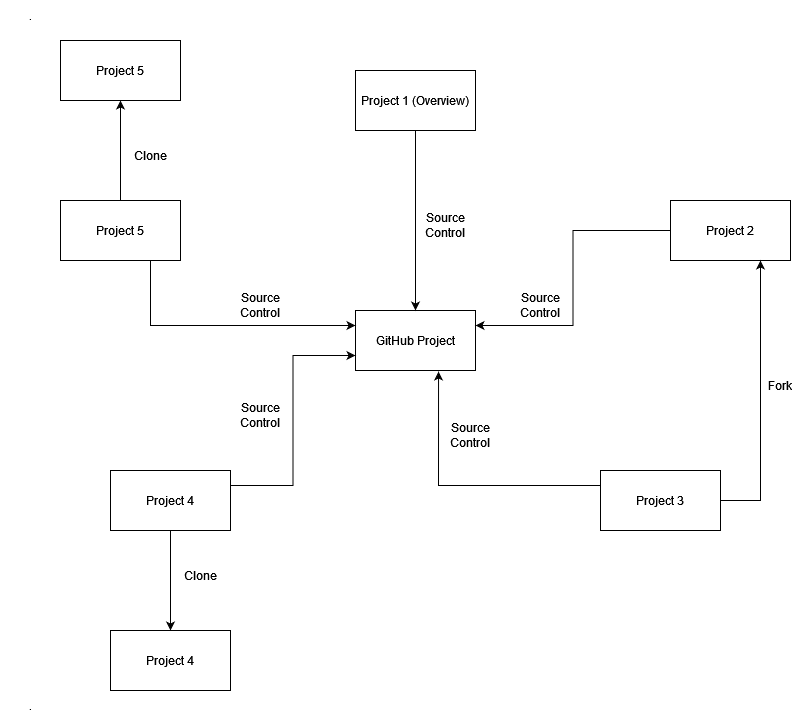 Project 5
Project 1 (Overview)
Clone
Project 5
Source
Control
Project 2
Source
Control
Source
Control
GitHub Project
Fork
Source
Control
Source
Control
Project 4
Project 3
Clone
Project 4